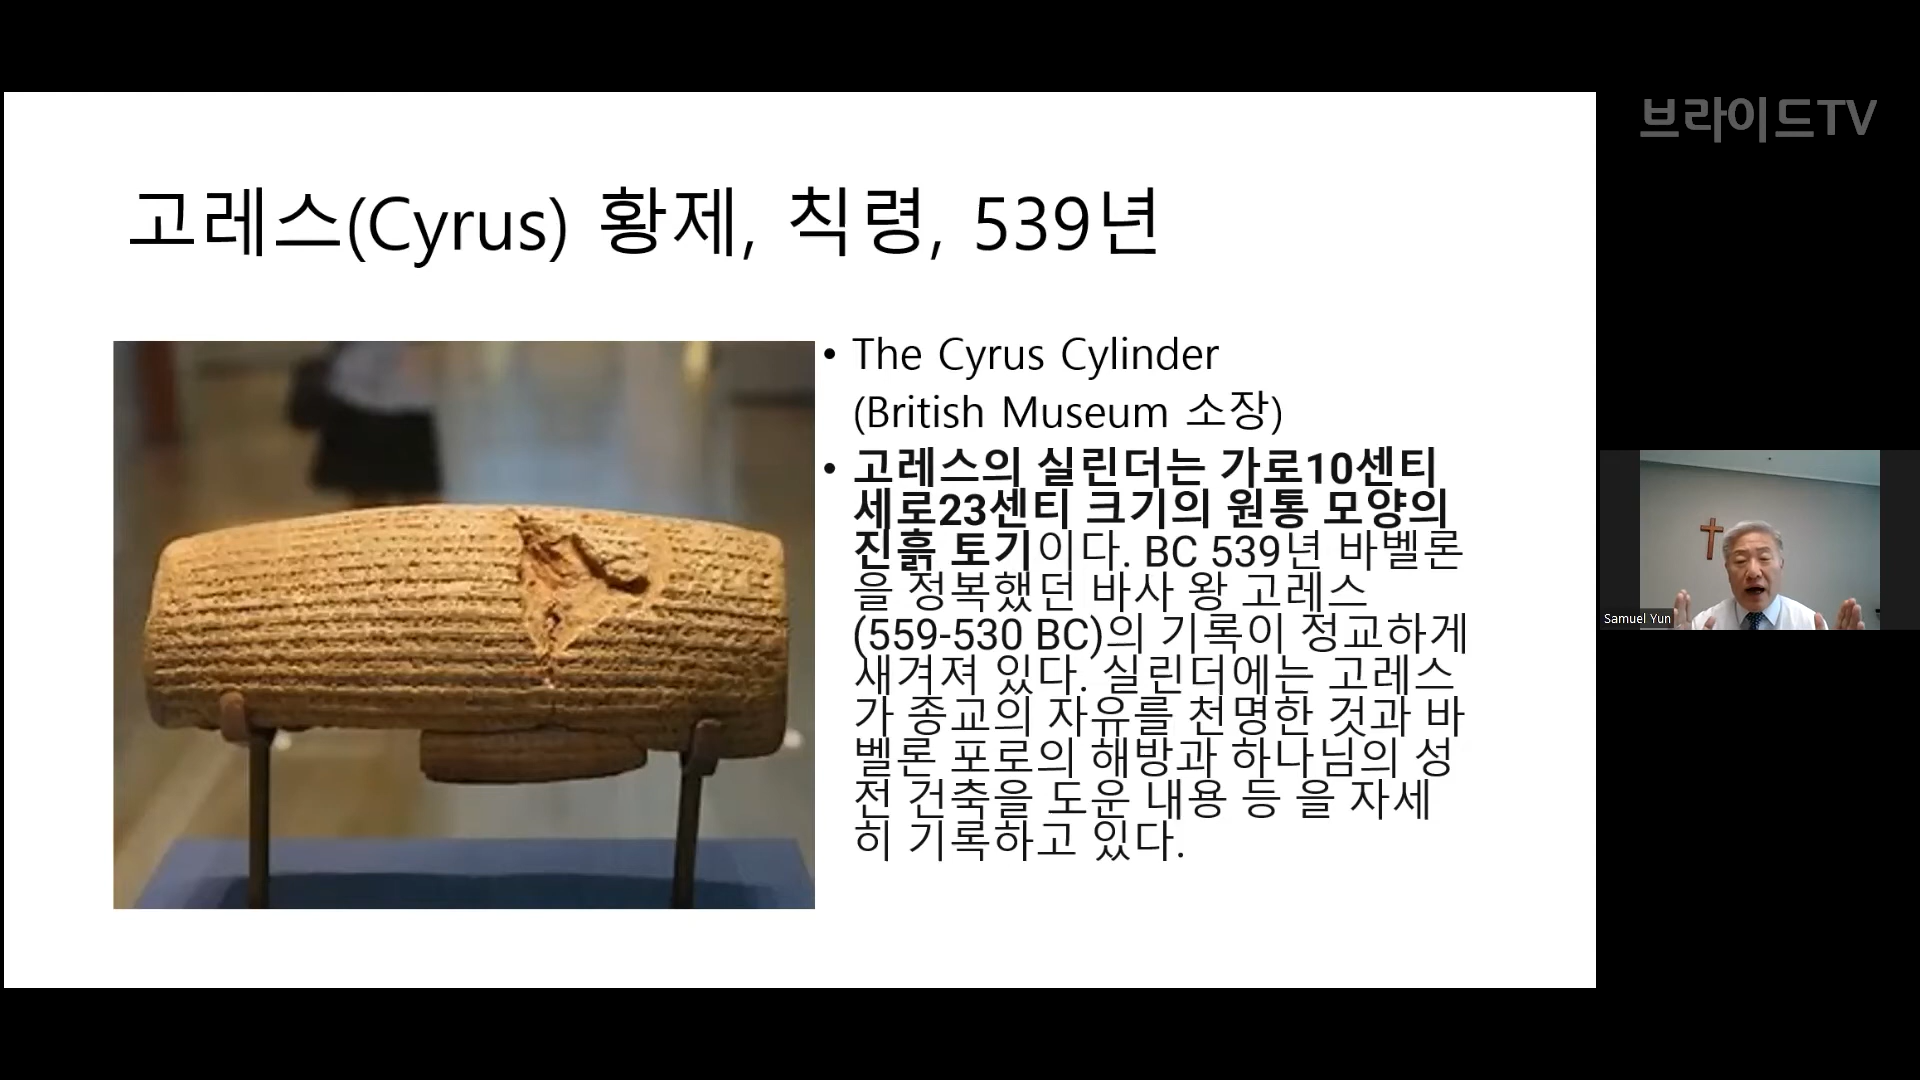 브라이드TV
고레스(Cyrus) 황제, 칙령, 539년
• The Cyrus Cylinder
(British Museum 소장)
• 고레스의 실린더는 가로10센티
세로23센티 크기의 원통 모양의
진흙 토기이다. BC 539년 바벨론
을 정복했던 바사 왕 고레스
(559-530 BC)의 기록이 정교하게
새겨져 있다. 실린더에는 고레스
가 종교의 자유를 천명한 것과 바
벨론 포로의 해방과 하나님의 성
전 건축을 도운 내용 등 을 자세
히 기록하고 있다.
Samuel Yun